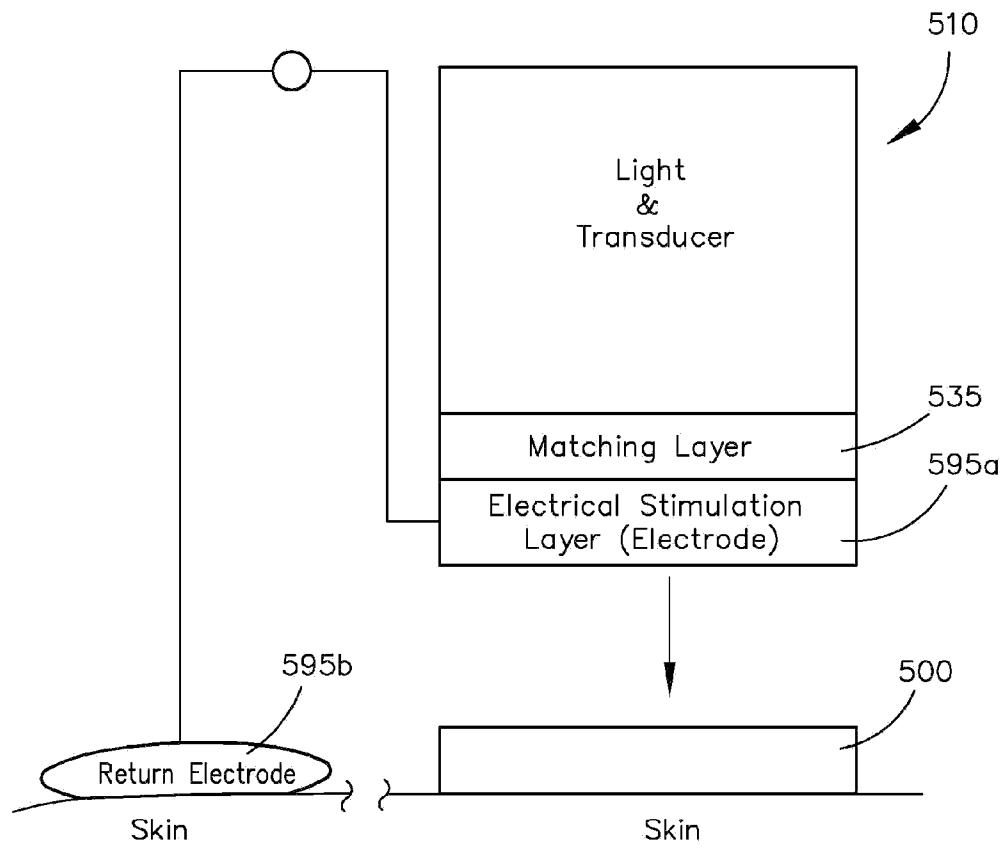 510
Light
&
Transducer
535
Matching Layer
595a
Electrical Stimulation
Layer (Electrode)
595b
500
Return Electrode
Skin
Skin